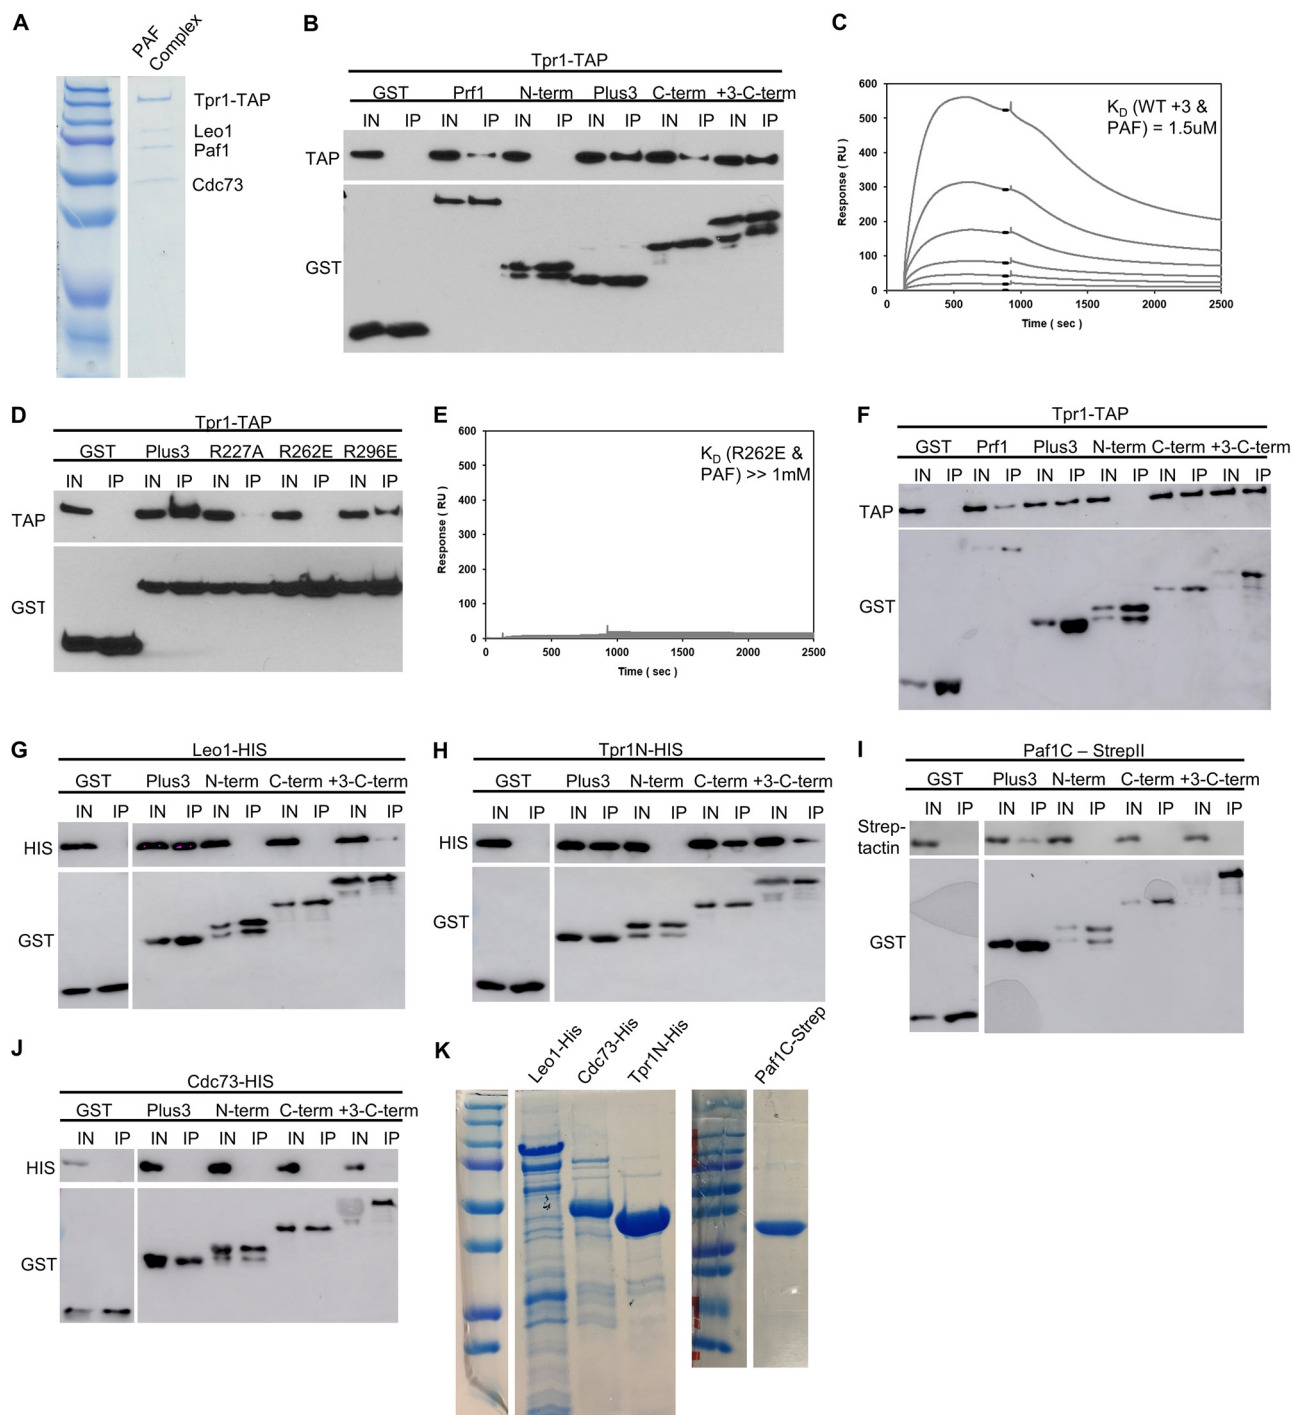 A
PAF
Complex
Tpr1-TAP
Leo1
Paf1
Cdc73
B
Tpr1-TAP
GST Prf1 N-term Plus3 C-term +3-C-term
IN IP IN IP IN IP IN IP IN IP IN IP
TAP
GST
C
600
500
400
300
200
100
0
Response ( RU )
K_D (WT +3 &
PAF) = 1.5uM
0 500 1000 1500 2000 2500
Time ( sec )
D
Tpr1-TAP
GST Plus3 R227A R262E R296E
IN IP IN IP IN IP IN IP IN IP
TAP
GST
E
600
500
400
300
200
100
0
Response ( RU )
K_D (R262E &
PAF) >> 1mM
0 500 1000 1500 2000 2500
Time ( sec )
F
Tpr1-TAP
GST Prf1 Plus3 N-term C-term +3-C-term
IN IP IN IP IN IP IN IP IN IP IN IP
TAP
GST
G
Leo1-HIS
GST Plus3 N-term C-term +3-C-term
IN IP IN IP IN IP IN IP IN IP
HIS
GST
H
Tpr1N-HIS
GST Plus3 N-term C-term +3-C-term
IN IP IN IP IN IP IN IP IN IP
HIS
GST
I
Paf1C – StrepII
GST Plus3 N-term C-term +3-C-term
IN IP IN IP IN IP IN IP IN IP
Strep-
tactin
GST
J
Cdc73-HIS
GST Plus3 N-term C-term +3-C-term
IN IP IN IP IN IP IN IP IN IP
HIS
GST
K
Leo1-His
Cdc73-His
Tpr1N-His
Paf1C-Strep